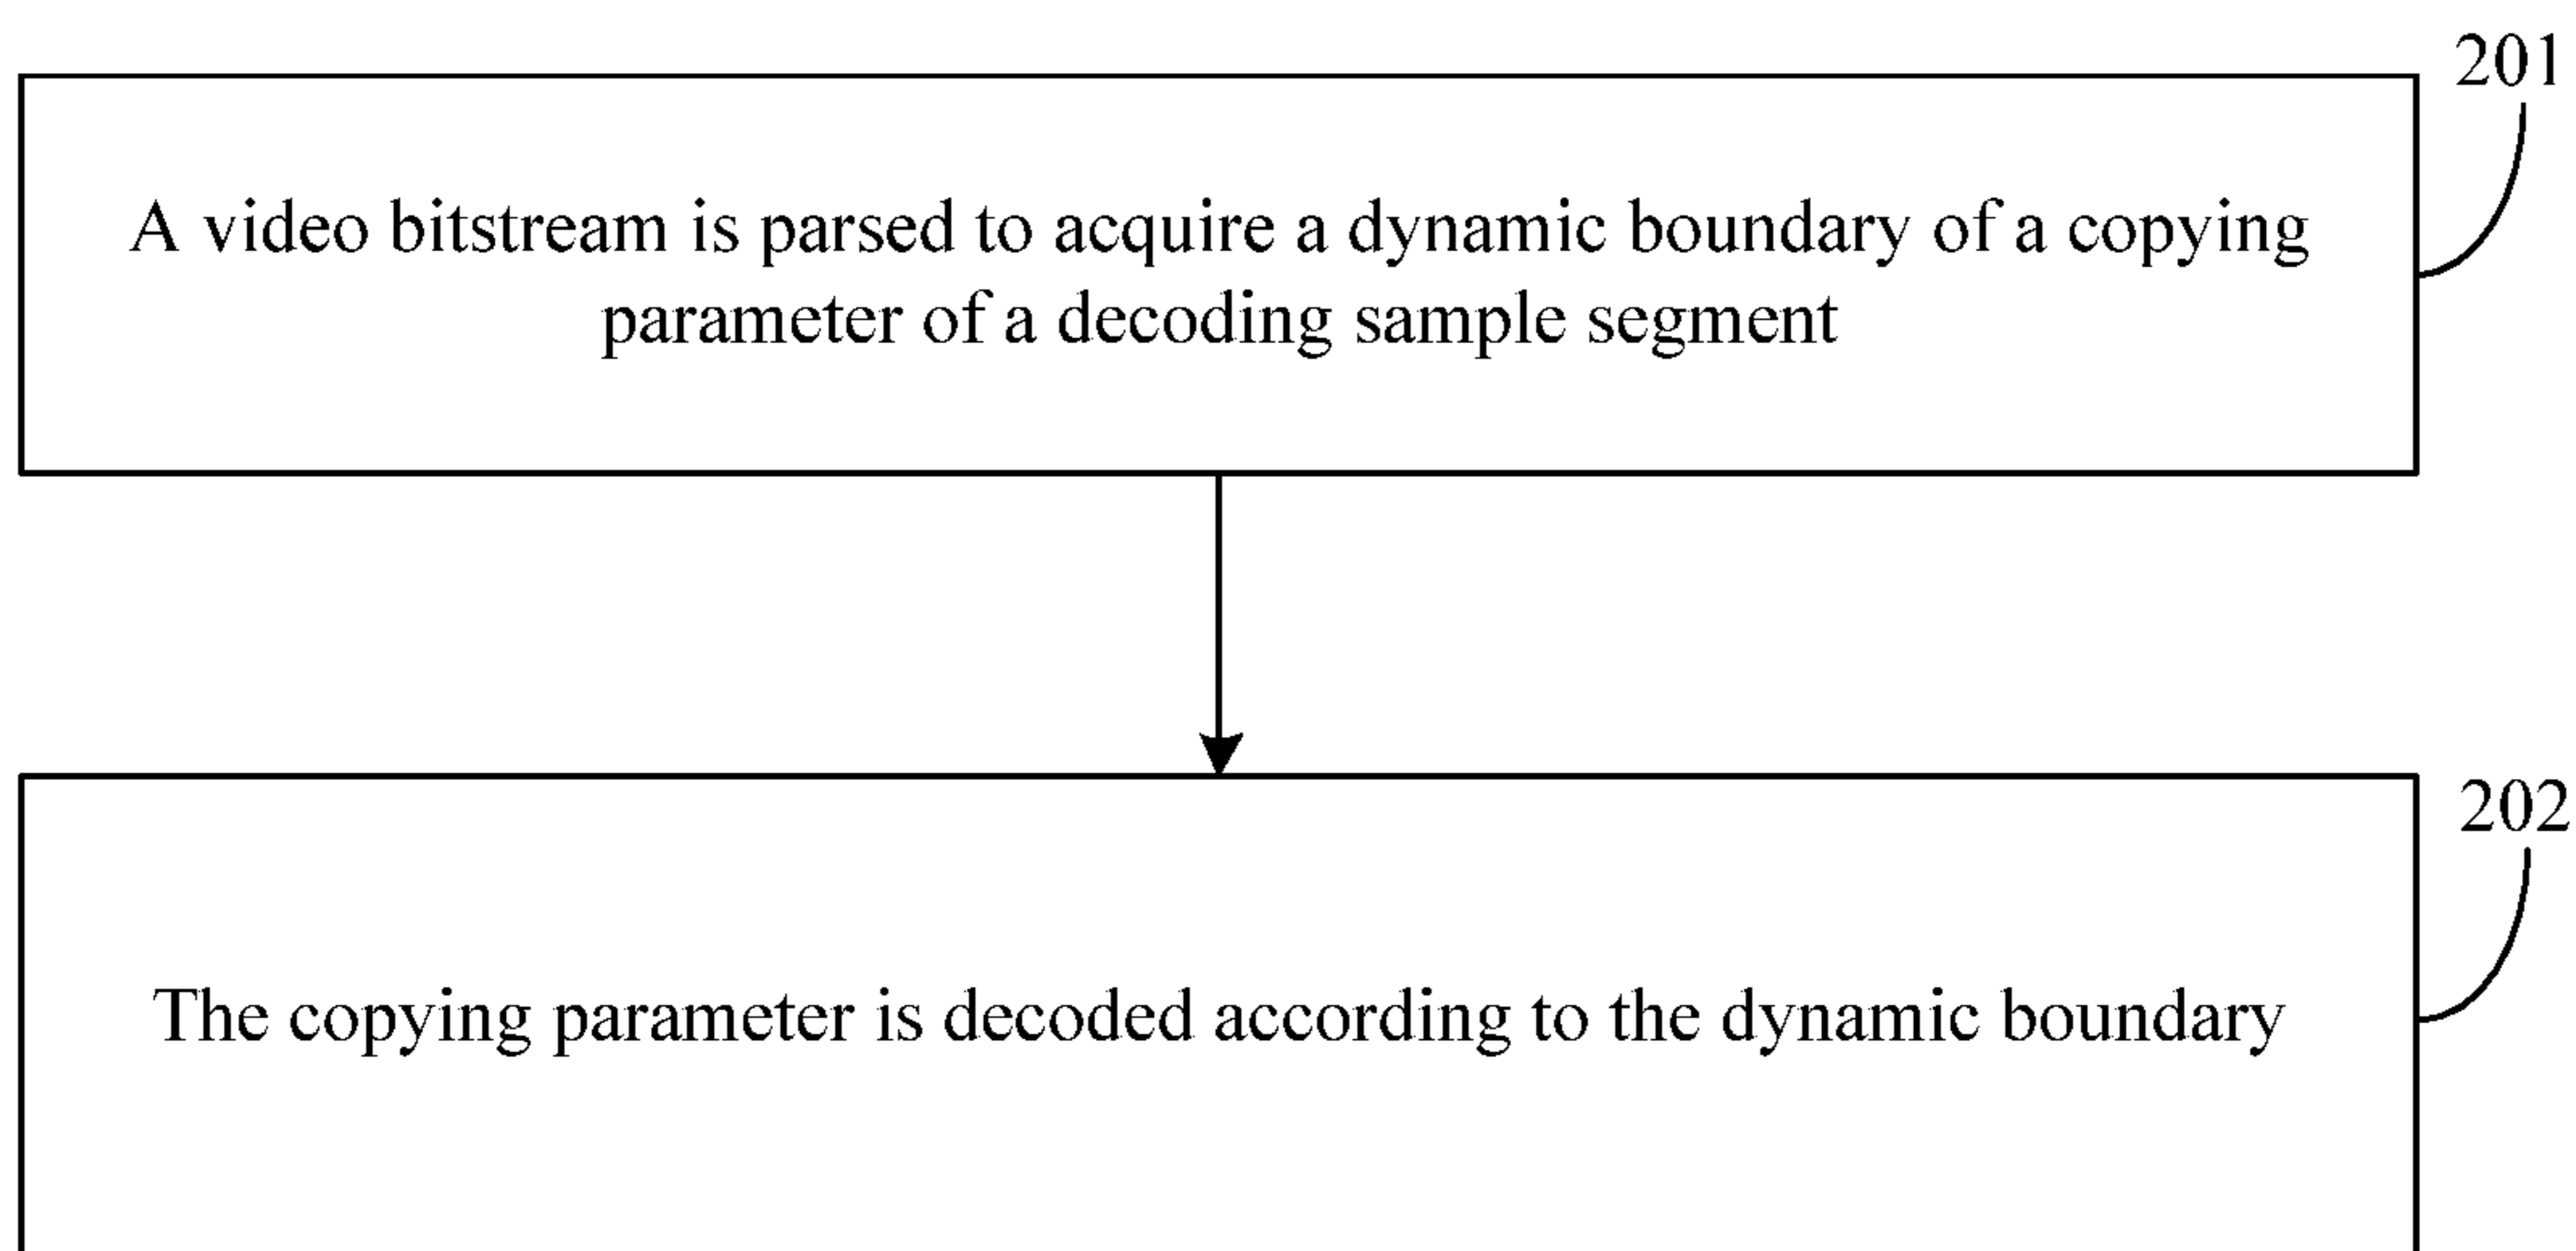 201
A video bitstream is parsed to acquire a dynamic boundary of a copying
parameter of a decoding sample segment
202
The copying parameter is decoded according to the dynamic boundary